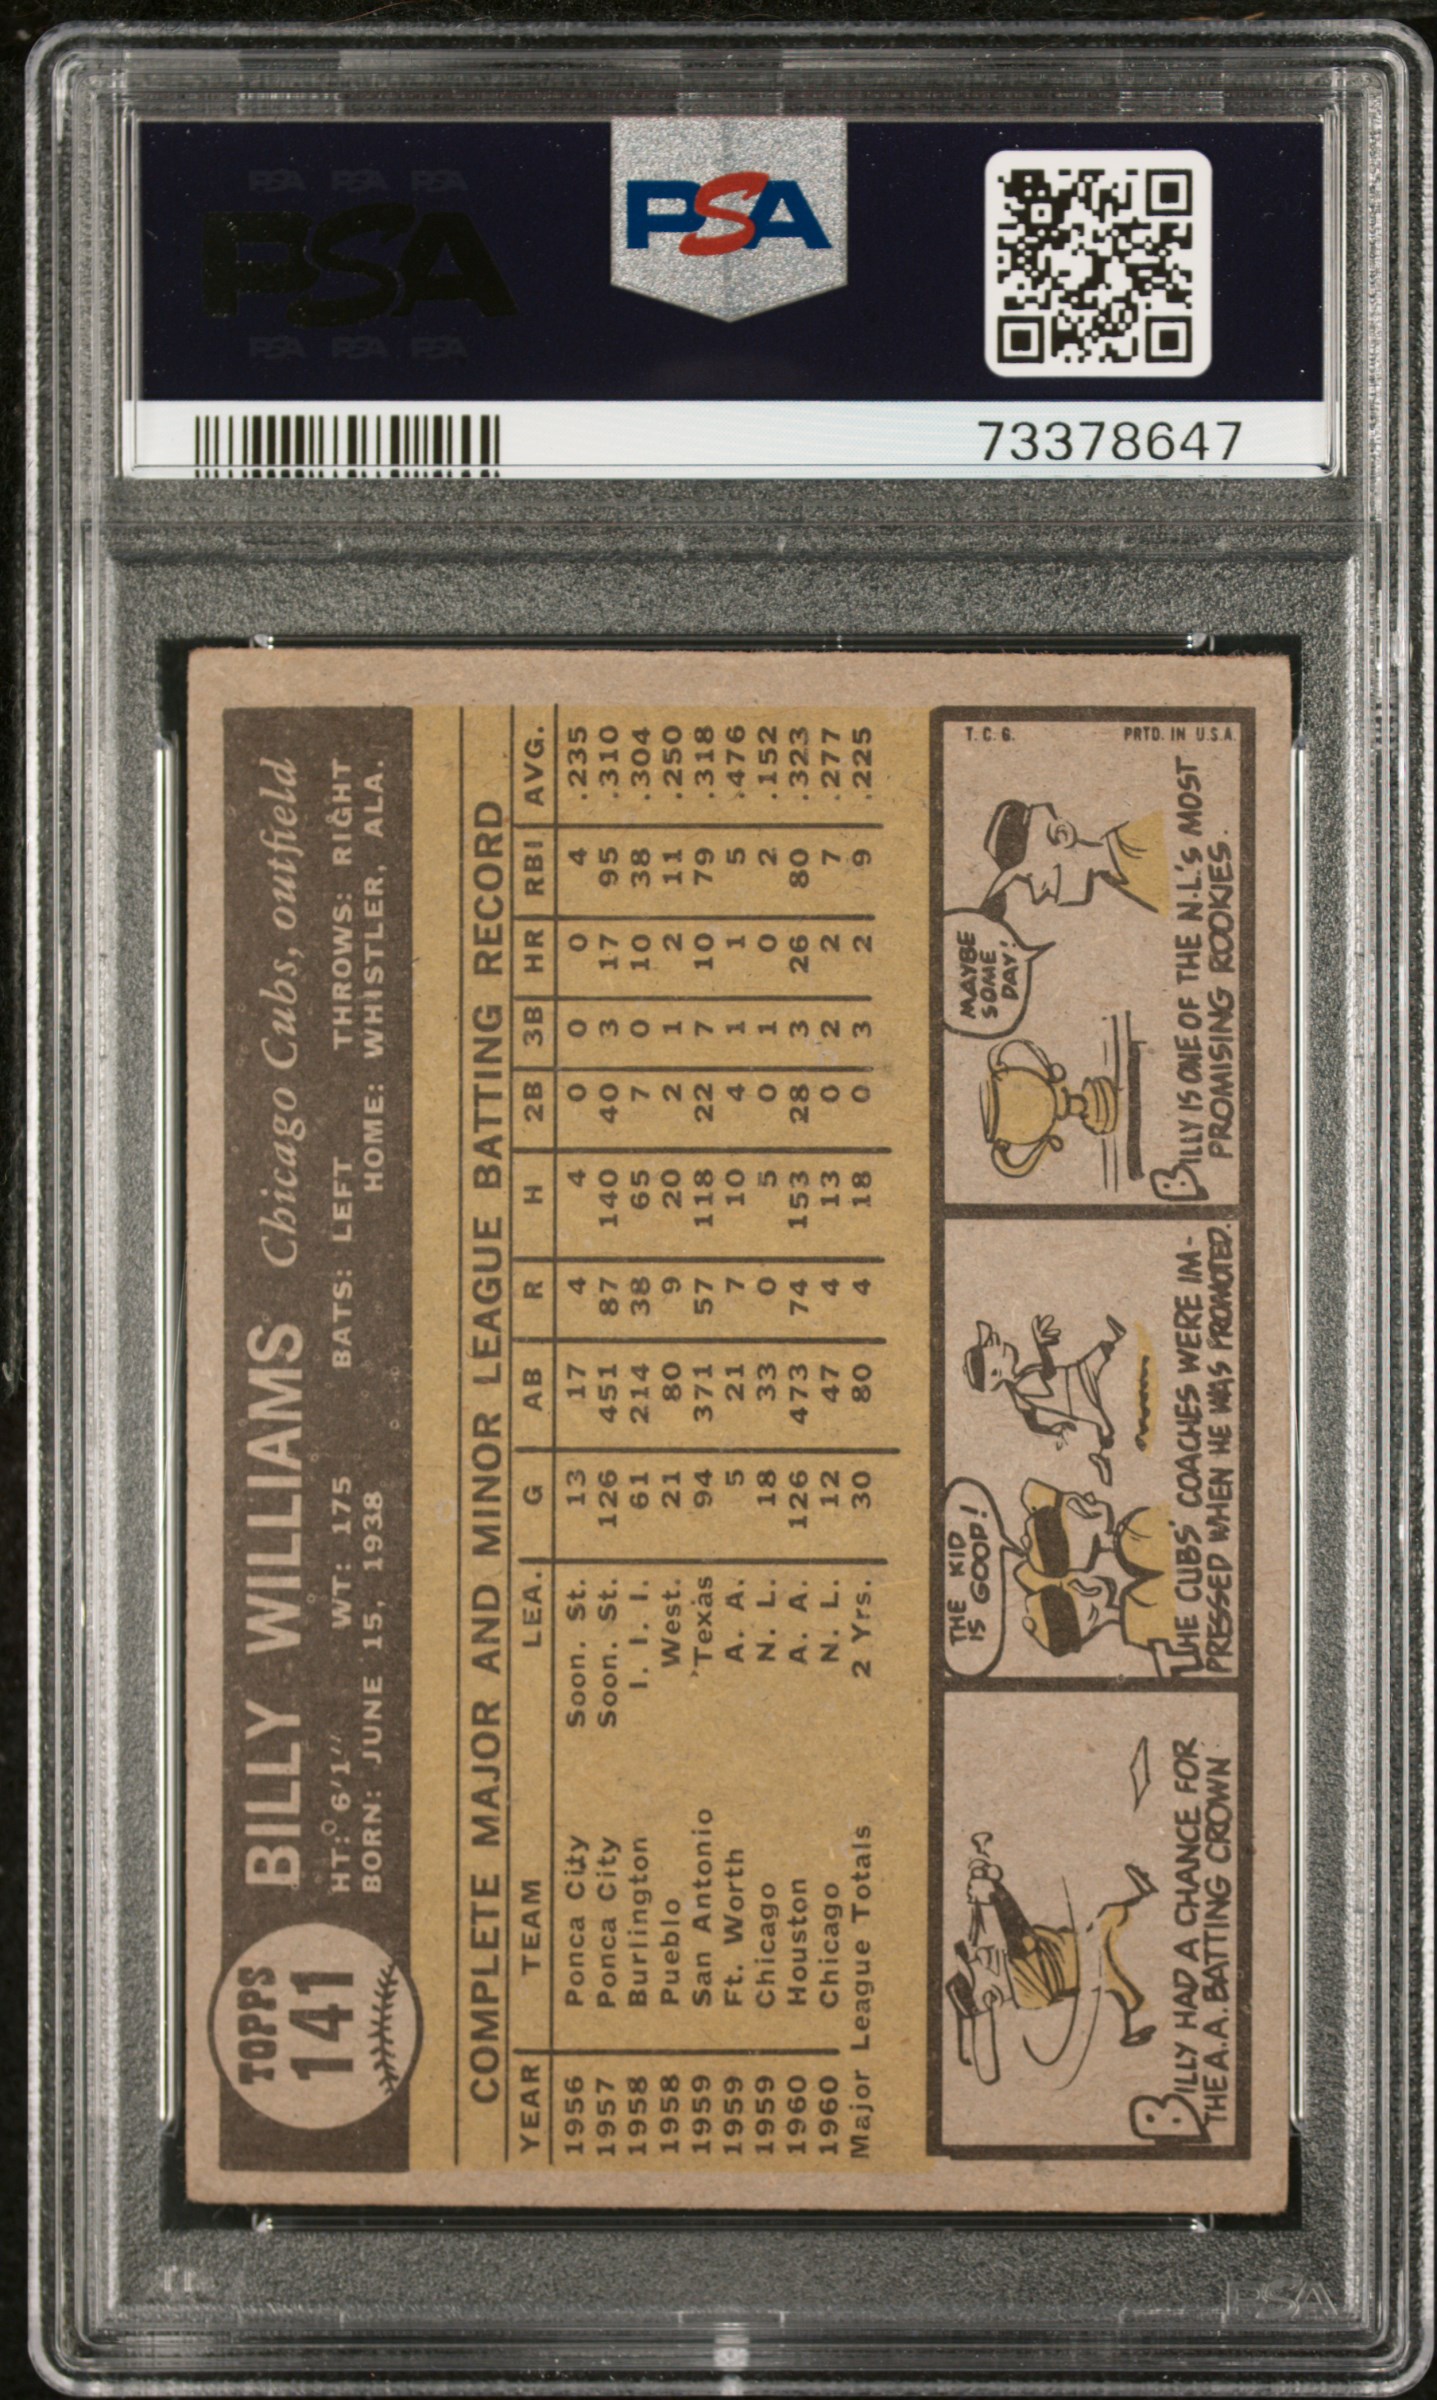 PSA PSA PSA
PSA
PSA PSA PSA
PSA
73378647
TOPPS
141
BILLY WILLIAMS Chicago Cubs, outfield
HT: 6'1" WT: 175 BATS: LEFT THROWS: RIGHT
BORN: JUNE 15, 1938 HOME: WHISTLER, ALA.
COMPLETE MAJOR AND MINOR LEAGUE BATTING RECORD
YEAR TEAM LEA. G AB R H 2B 3B HR RBI AVG.
1956 Ponca City Soon. St. 13 17 4 4 0 0 0 4 .235
1957 Ponca City Soon. St. 126 451 87 140 40 3 17 95 .310
1958 Burlington I. I. I. 61 214 38 65 7 0 10 38 .304
1958 Pueblo West. 21 80 9 20 2 1 2 11 .250
1959 San Antonio Texas 94 371 57 118 22 7 10 79 .318
1959 Ft. Worth A. A. 5 21 7 10 4 1 1 5 .476
1959 Chicago N. L. 18 33 0 5 0 1 0 2 .152
1960 Houston A. A. 126 473 74 153 28 3 26 80 .323
1960 Chicago N. L. 12 47 4 13 0 2 2 7 .277
Major League Totals 2 Yrs. 30 80 4 18 0 3 2 9 .225
BILLY HAD A CHANCE FOR
THE A.A. BATTING CROWN
THE KID
IS GOOD!
THE CUBS' COACHES WERE IM-
PRESSED WHEN HE WAS PROMOTED.
MAYBE
SOME
DAY!
T. C. G. PRTD. IN U.S.A.
BILLY IS ONE OF THE N.L.'S MOST
PROMISING ROOKIES.
PSA